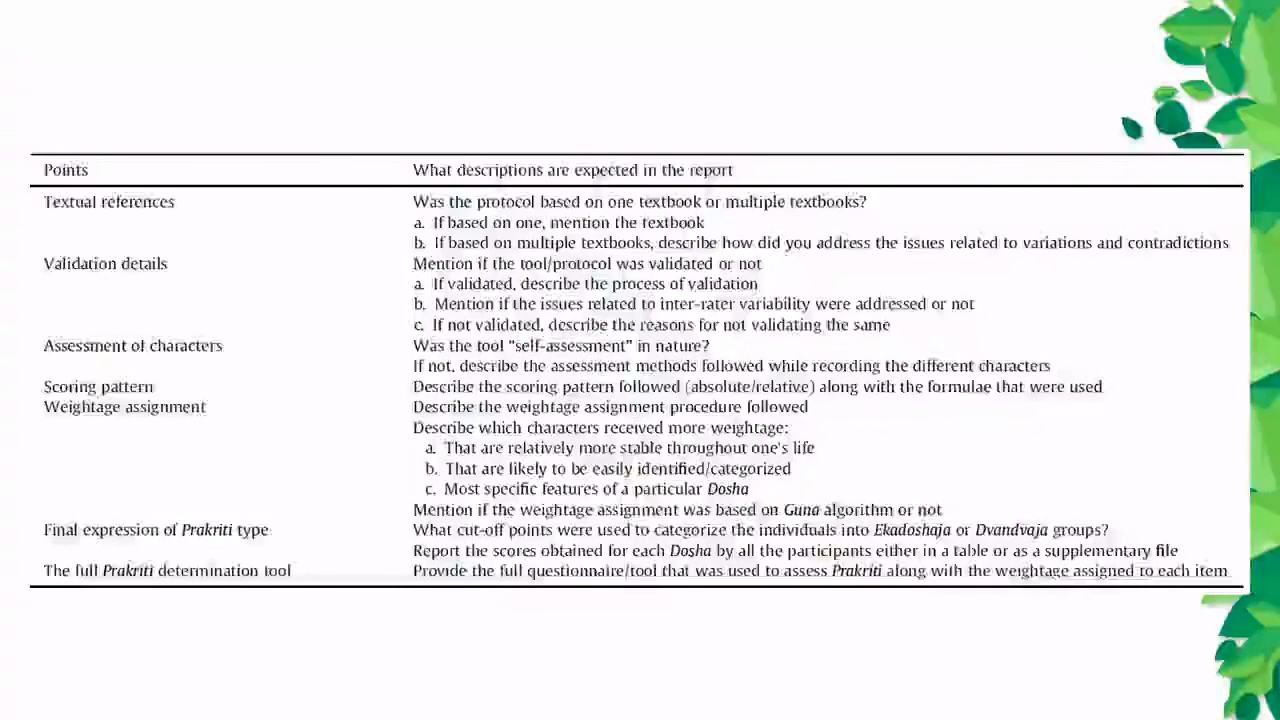 Points What descriptions are expected in the report
Textual references Was the protocol based on one textbook or multiple textbooks?
a. If based on one, mention the textbook
b. If based on multiple textbooks, describe how did you address the issues related to variations and contradictions
Validation details Mention if the tool/protocol was validated or not
a. If validated, describe the process of validation
b. Mention if the issues related to inter-rater variability were addressed or not
c. If not validated, describe the reasons for not validating the same
Assessment of characters Was the tool "self-assessment" in nature?
If not, describe the assessment methods followed while recording the different characters
Scoring pattern Describe the scoring pattern followed (absolute/relative) along with the formulae that were used
Weightage assignment Describe the weightage assignment procedure followed
Describe which characters received more weightage:
a. That are relatively more stable throughout one's life
b. That are likely to be easily identified/categorized
c. Most specific features of a particular Dosha
Mention if the weightage assignment was based on Guna algorithm or not
Final expression of Prakriti type What cut-off points were used to categorize the individuals into Ekadoshaja or Dvandvaja groups?
Report the scores obtained for each Dosha by all the participants either in a table or as a supplementary file
The full Prakriti determination tool Provide the full questionnaire/tool that was used to assess Prakriti along with the weightage assigned to each item